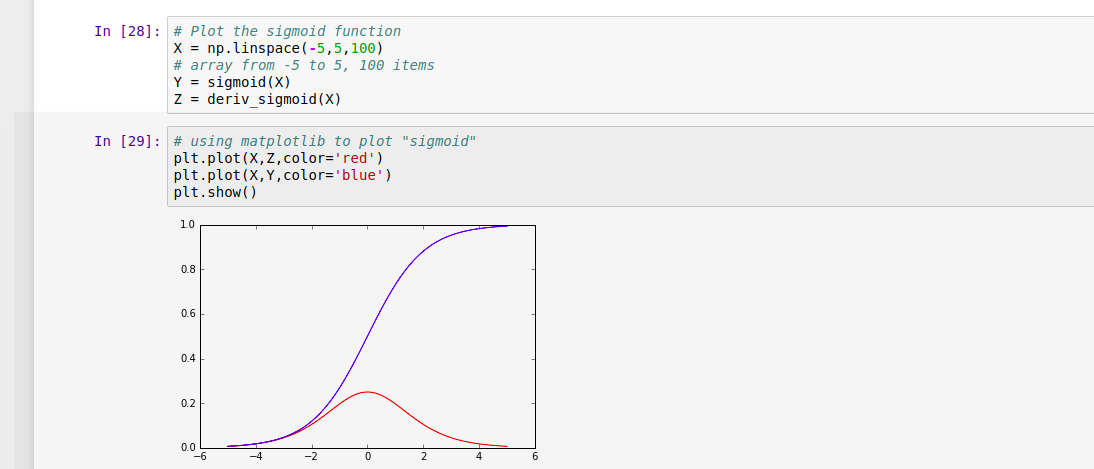 In [28]: # Plot the sigmoid function
X = np.linspace(-5,5,100)
# array from -5 to 5, 100 items
Y = sigmoid(X)
Z = deriv_sigmoid(X)
In [29]: # using matplotlib to plot "sigmoid"
plt.plot(X,Z,color='red')
plt.plot(X,Y,color='blue')
plt.show()
1.0
0.8
0.6
0.4
0.2
0.0
−6 −4 −2 0 2 4 6